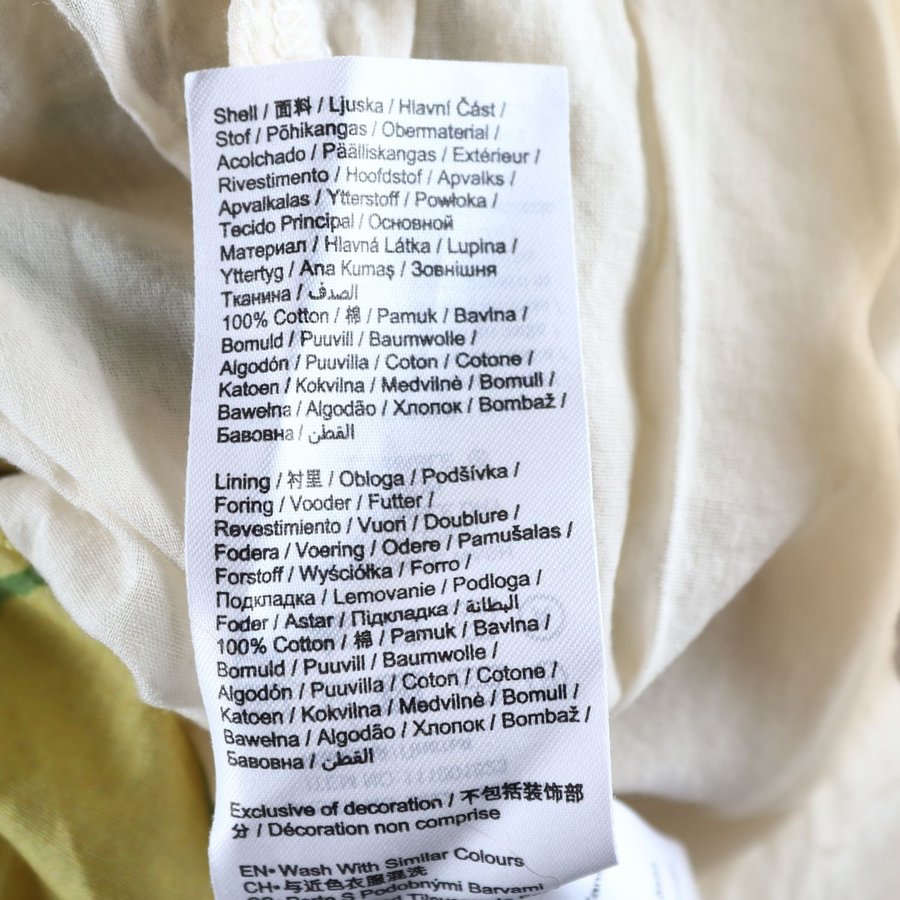 Shell / 面料 / Ljuska / Hlavní Část /
Stof / Põhikangas / Obermaterial /
Acolchado / Päälliskangas / Extérieur /
Rivestimento / Hoofdstof / Apvalks /
Apvalkalas / Ytterstoff / Powłoka /
Tecido Principal / Основной
Материал / Hlavná Látka / Lupina /
Yttertyg / Ana Kumaş / Зовнішня
Тканина / الصدف
100% Cotton / 棉 / Pamuk / Bavlna /
Bomuld / Puuvill / Baumwolle /
Algodón / Puuvilla / Coton / Cotone /
Katoen / Kokvilna / Medvilnė / Bomull /
Bawełna / Algodão / Хлопок / Bombaž /
Бавовна / القطن
Lining / 衬里 / Obloga / Podšívka /
Foring / Vooder / Futter /
Revestimiento / Vuori / Doublure /
Fodera / Voering / Odere / Pamušalas /
Forstoff / Wyściółka / Forro /
Подкладка / Lemovanie / Podloga /
Foder / Astar / Підкладка / البطانة
100% Cotton / 棉 / Pamuk / Bavlna /
Bomuld / Puuvill / Baumwolle /
Algodón / Puuvilla / Coton / Cotone /
Katoen / Kokvilna / Medvilnė / Bomull /
Bawełna / Algodão / Хлопок / Bombaž /
Бавовна / القطن
Exclusive of decoration / 不包括装饰部
分 / Décoration non comprise
EN• Wash With Similar Colours
CH• 与近色衣服混洗
S Podobnými Barvami